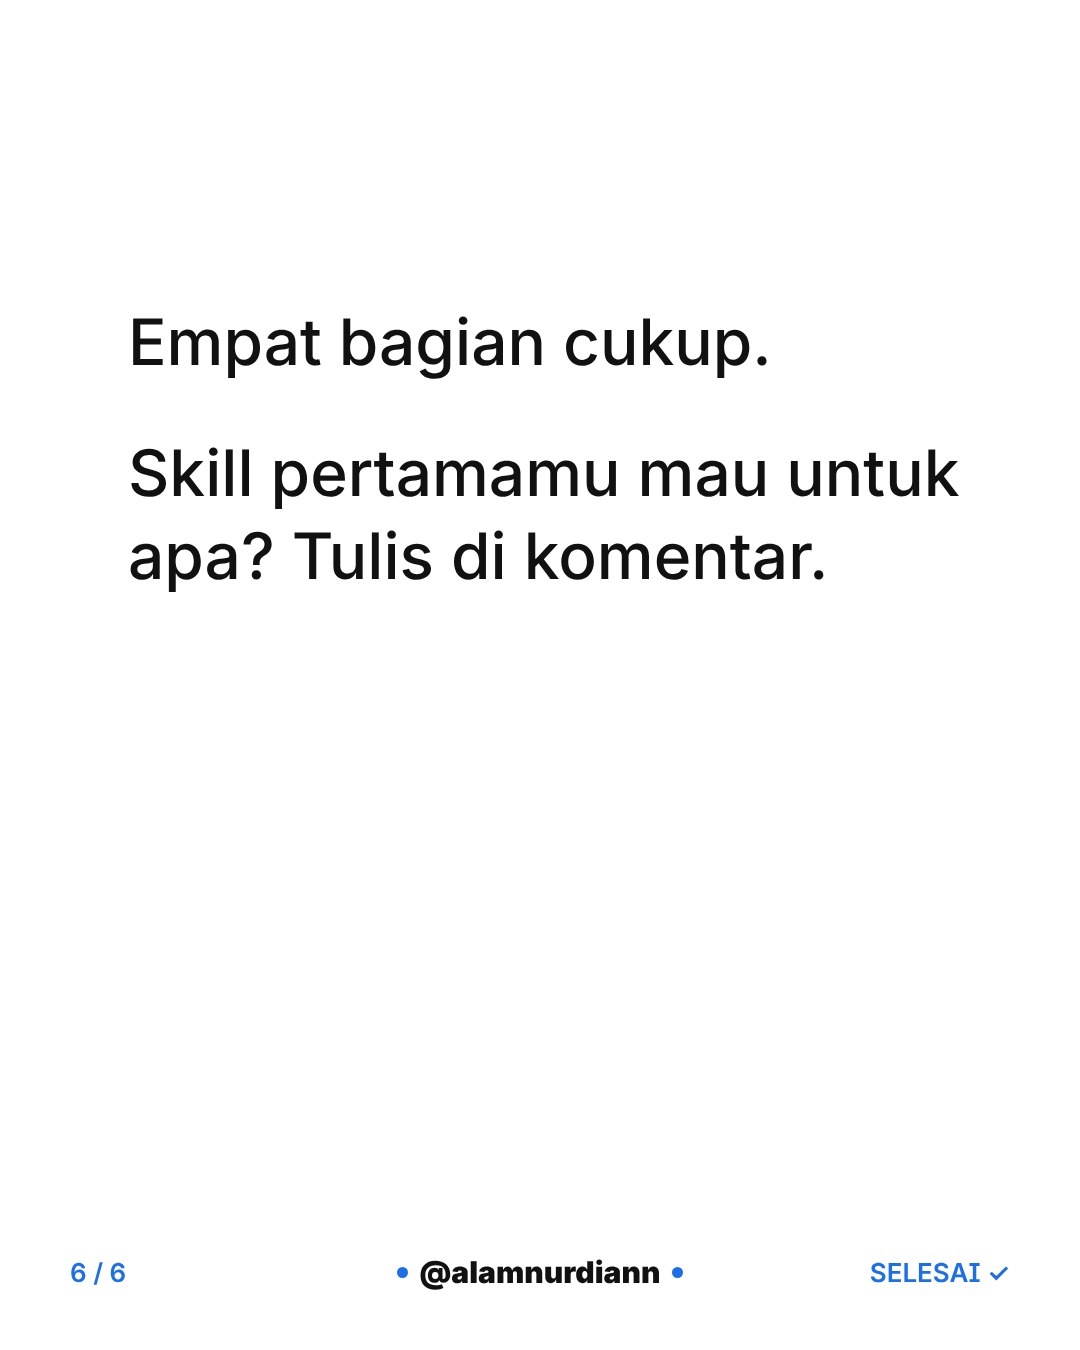 Empat bagian cukup.
Skill pertamamu mau untuk
apa? Tulis di komentar.
6 / 6
• @alamnurdiann •
SELESAI ✓